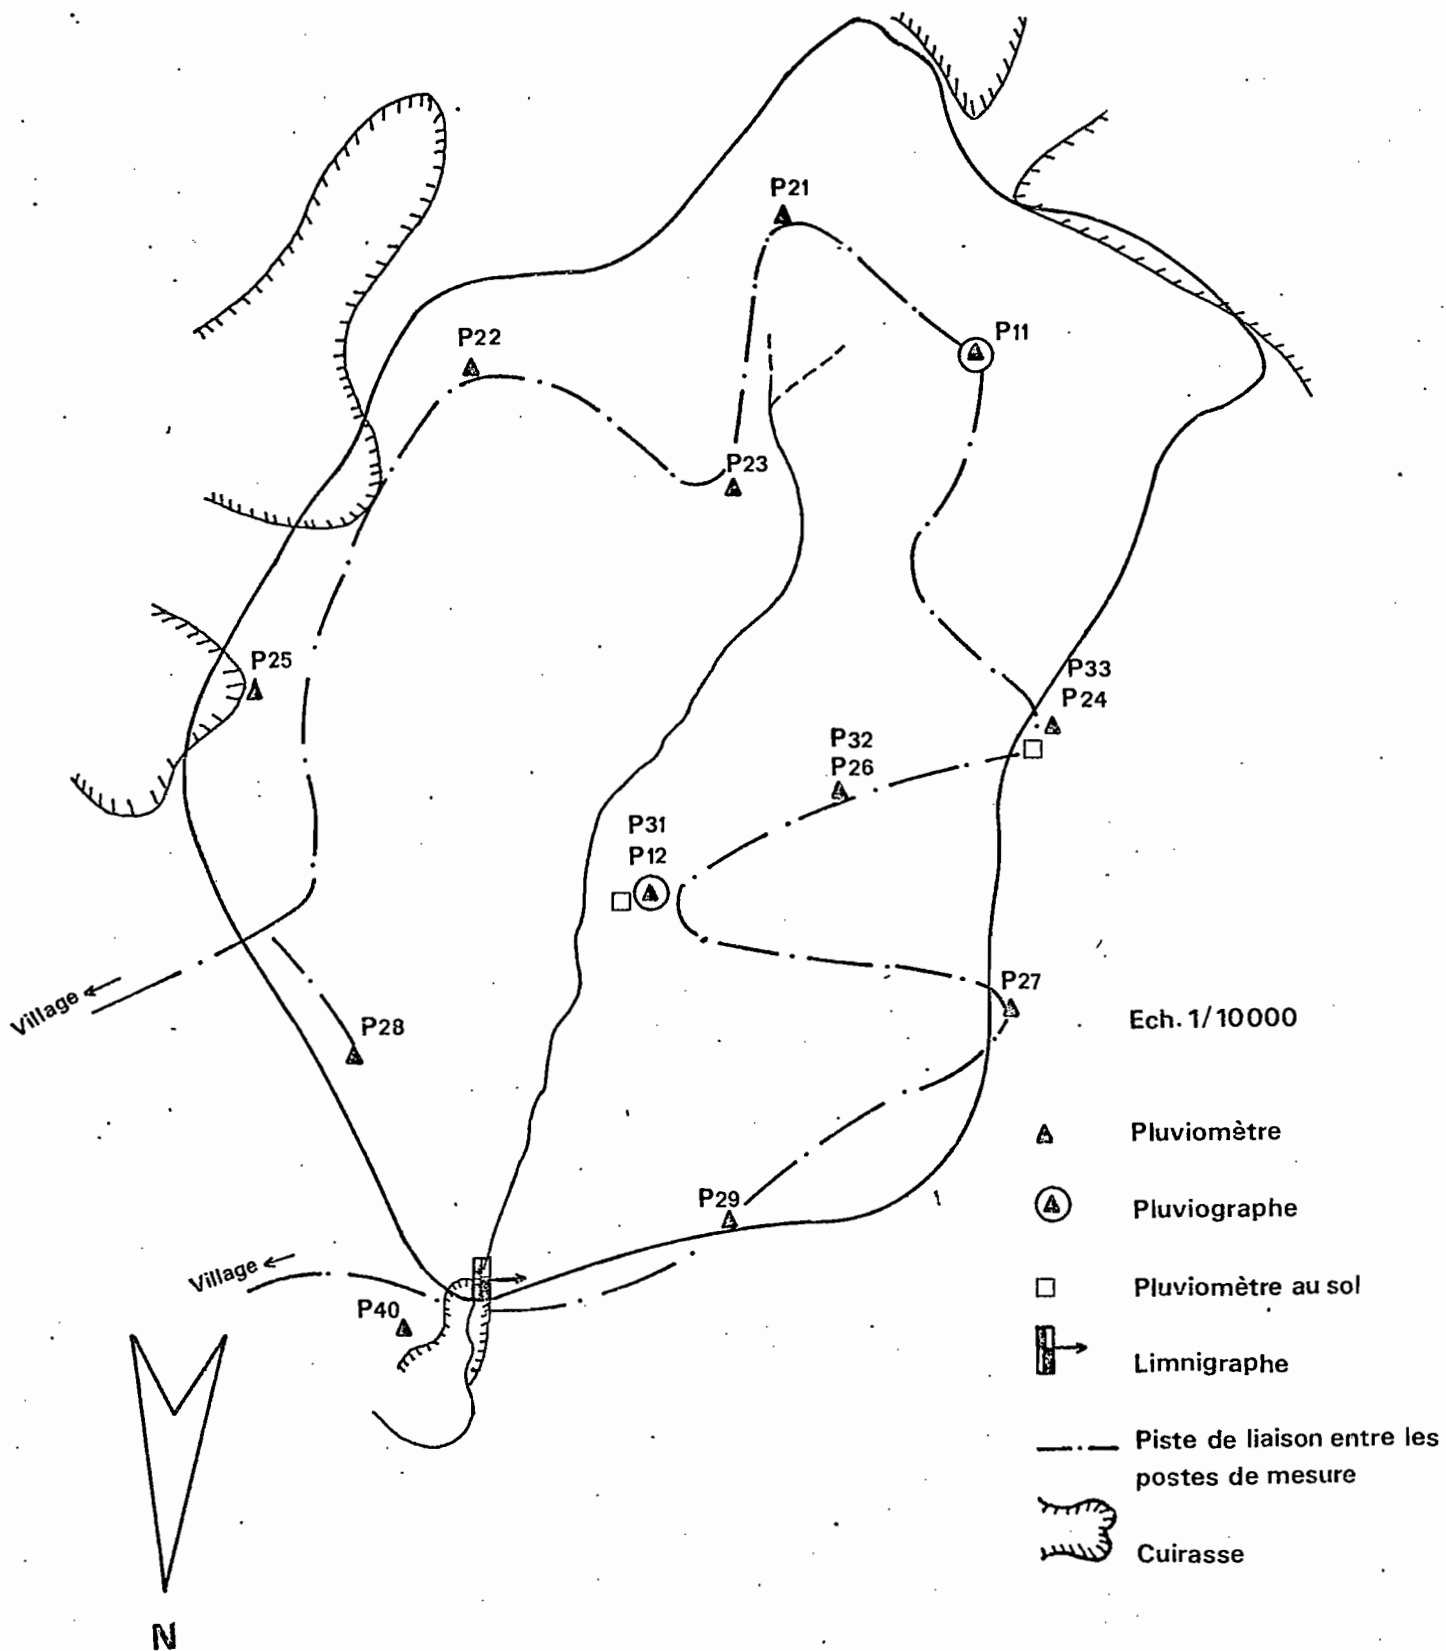 P21
P11
P22
P23
P25
P33
P24
P32
P26
P31
P12
P27
Village
P28
Ech. 1/10000
Pluviomètre
P29
Pluviographe
Village
Pluviomètre au sol
P40
Limnigraphe
Piste de liaison entre les
postes de mesure
Cuirasse
N